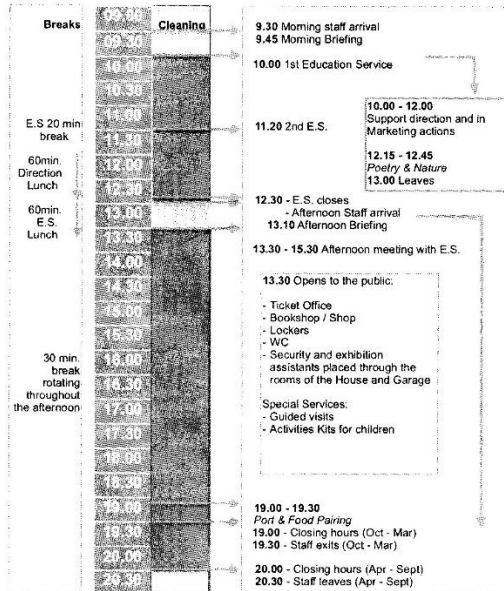 Breaks
Cleaning
09.00
09.30
10.00
10.30
11.00
11.30
12.00
12.30
13.00
13.30
14.00
14.30
15.00
15.30
16.00
16.30
17.00
17.30
18.00
18.30
19.00
19.30
20.00
20.30
E.S 20 min
break
60min.
Direction
Lunch
60min.
E.S.
Lunch
30 min.
break
rotating
throughout
the afternoon
9.30 Morning staff arrival
9.45 Morning Briefing
10.00 1st Education Service
10.00 - 12.00
Support direction and in
Marketing actions
12.15 - 12.45
Poetry & Nature
13.00 Leaves
11.20 2nd E.S.
12.30 - E.S. closes
- Afternoon Staff arrival
13.10 Afternoon Briefing
13.30 - 15.30 Afternoon meeting with E.S.
13.30 Opens to the public:
- Ticket Office
- Bookshop / Shop
- Lockers
- WC
- Security and exhibition
assistants placed through the
rooms of the House and Garage
Special Services:
- Guided visits
- Activities Kits for children
19.00 - 19.30
Port & Food Pairing
19.00 - Closing hours (Oct - Mar)
19.30 - Staff exits (Oct - Mar)
20.00 - Closing hours (Apr - Sept)
20.30 - Staff leaves (Apr - Sept)